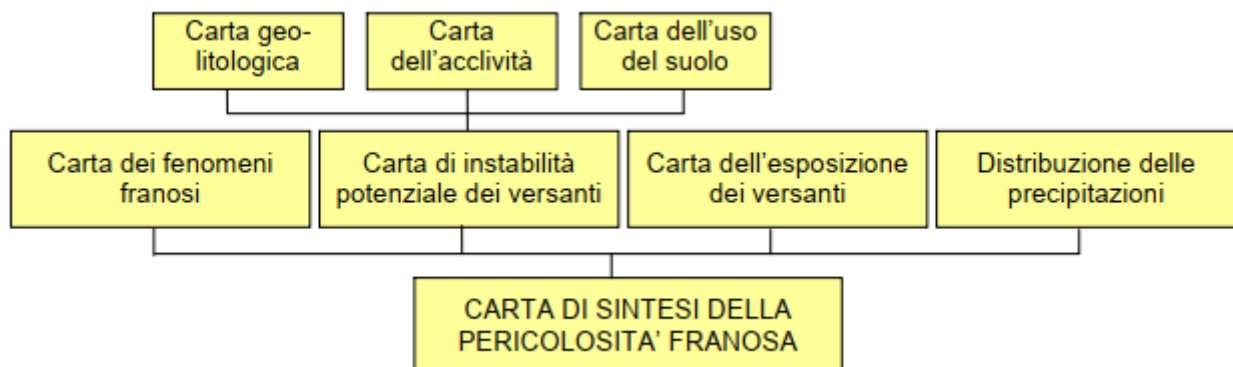 Carta geo-
litologica
Carta
dell'acclività
Carta dell'uso
del suolo
Carta dei fenomeni
franosi
Carta di instabilità
potenziale dei versanti
Carta dell'esposizione
dei versanti
Distribuzione delle
precipitazioni
CARTA DI SINTESI DELLA
PERICOLOSITA' FRANOSA